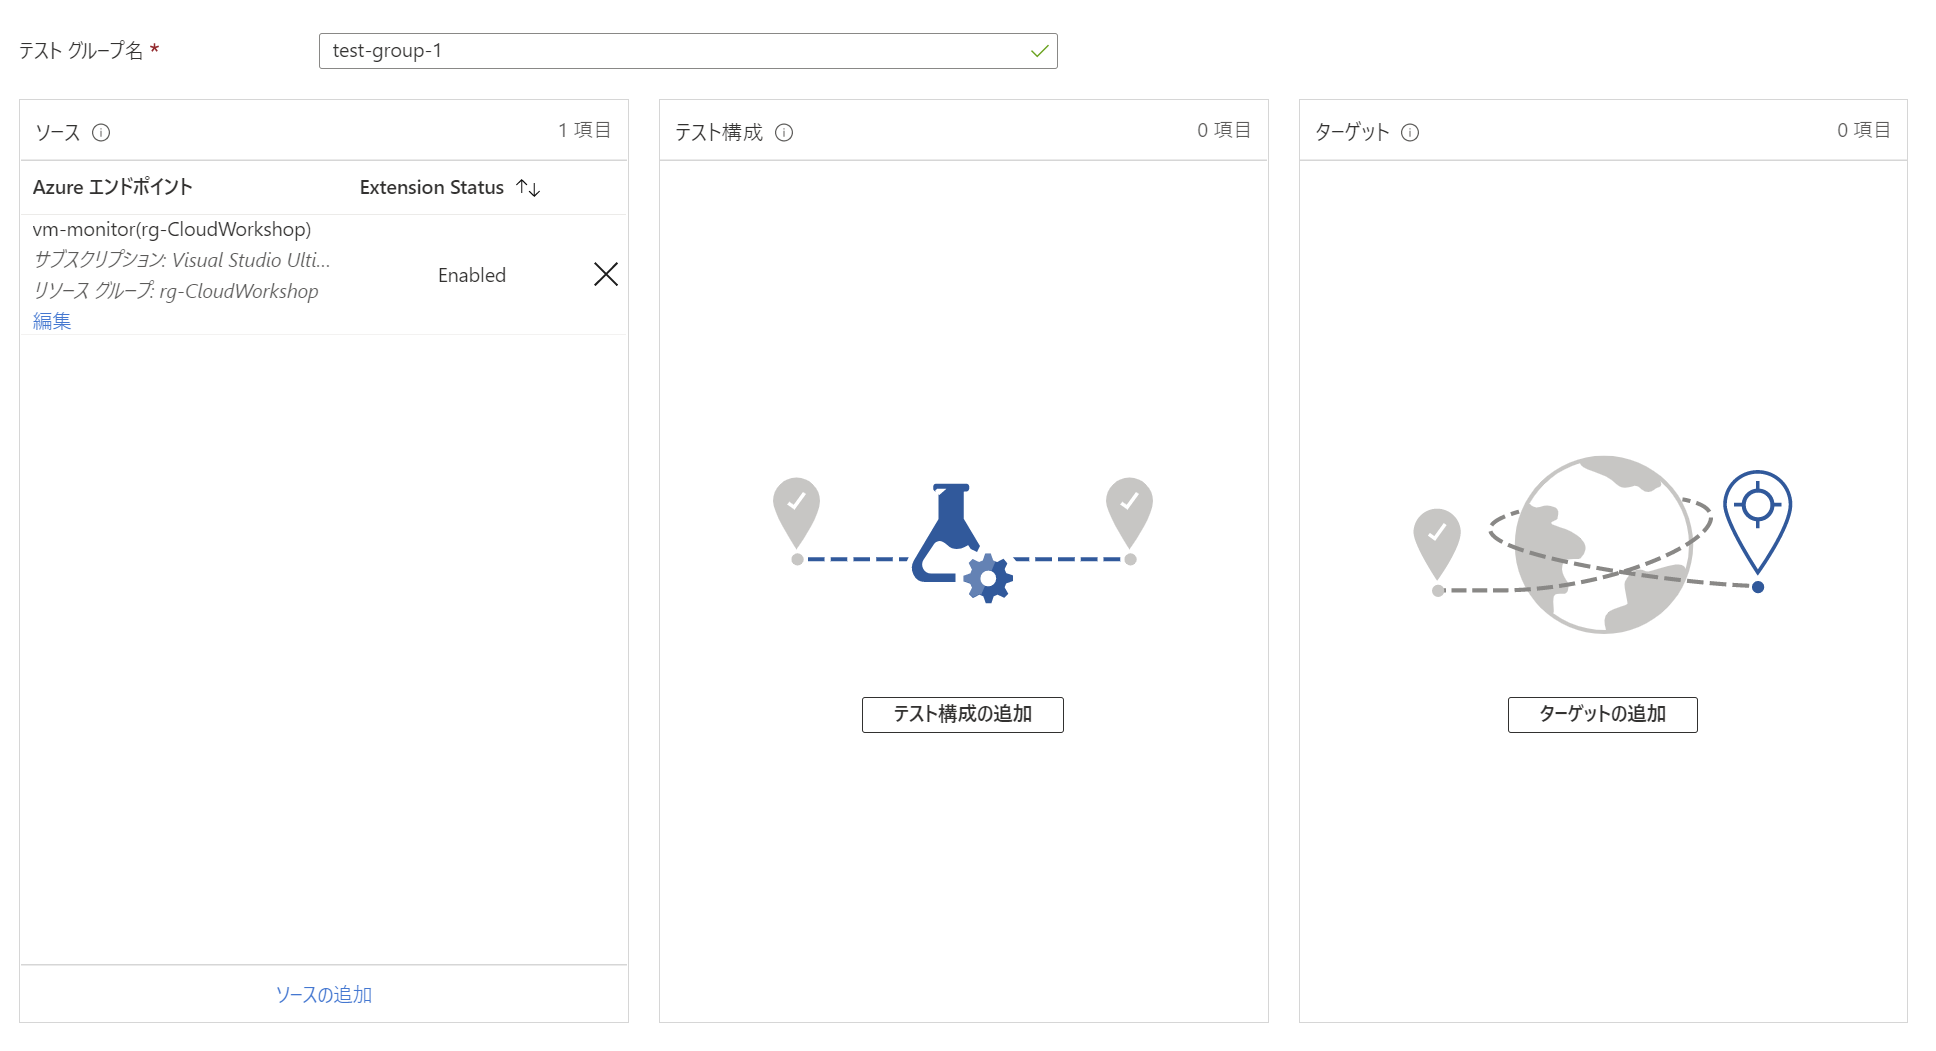 テスト グループ名 *
test-group-1
ソース
1 項目
Azure エンドポイント
Extension Status
vm-monitor(rg-CloudWorkshop)
サブスクリプション: Visual Studio Ulti...
リソース グループ: rg-CloudWorkshop
編集
Enabled
ソースの追加
テスト構成
0 項目
テスト構成の追加
ターゲット
0 項目
ターゲットの追加